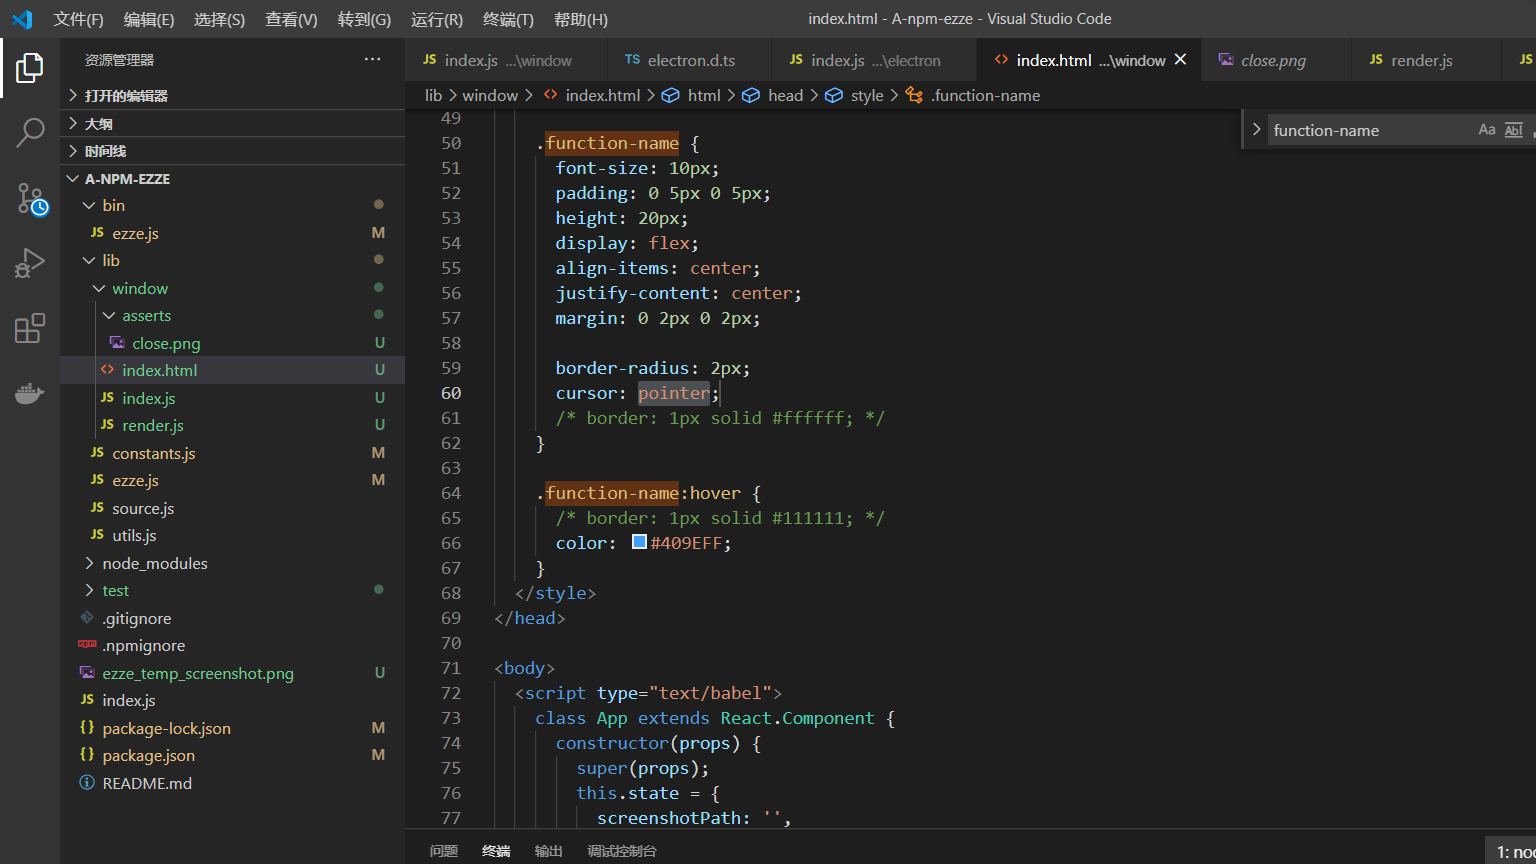 文件(F) 编辑(E) 选择(S) 查看(V) 转到(G) 运行(R) 终端(T) 帮助(H) index.html - A-npm-ezze - Visual Studio Code
资源管理器 ···
打开的编辑器
大纲
时间线
A-NPM-EZZE
bin
JS ezze.js M
lib
window
asserts
close.png U
index.html U
JS index.js U
JS render.js U
JS constants.js M
JS ezze.js M
JS source.js
JS utils.js
node_modules
test
.gitignore
.npmignore
ezze_temp_screenshot.png U
JS index.js
{} package-lock.json M
{} package.json M
README.md
JS index.js ...\window TS electron.d.ts JS index.js ...\electron index.html ...\window close.png JS render.js JS
lib > window > index.html > html > head > style > .function-name
function-name Aa Abl
49
50 .function-name {
51 font-size: 10px;
52 padding: 0 5px 0 5px;
53 height: 20px;
54 display: flex;
55 align-items: center;
56 justify-content: center;
57 margin: 0 2px 0 2px;
58
59 border-radius: 2px;
60 cursor: pointer;
61 /* border: 1px solid #ffffff; */
62 }
63
64 .function-name:hover {
65 /* border: 1px solid #111111; */
66 color: #409EFF;
67 }
68 </style>
69 </head>
70
71 <body>
72 <script type="text/babel">
73 class App extends React.Component {
74 constructor(props) {
75 super(props);
76 this.state = {
77 screenshotPath: '',
问题 终端 输出 调试控制台 1: